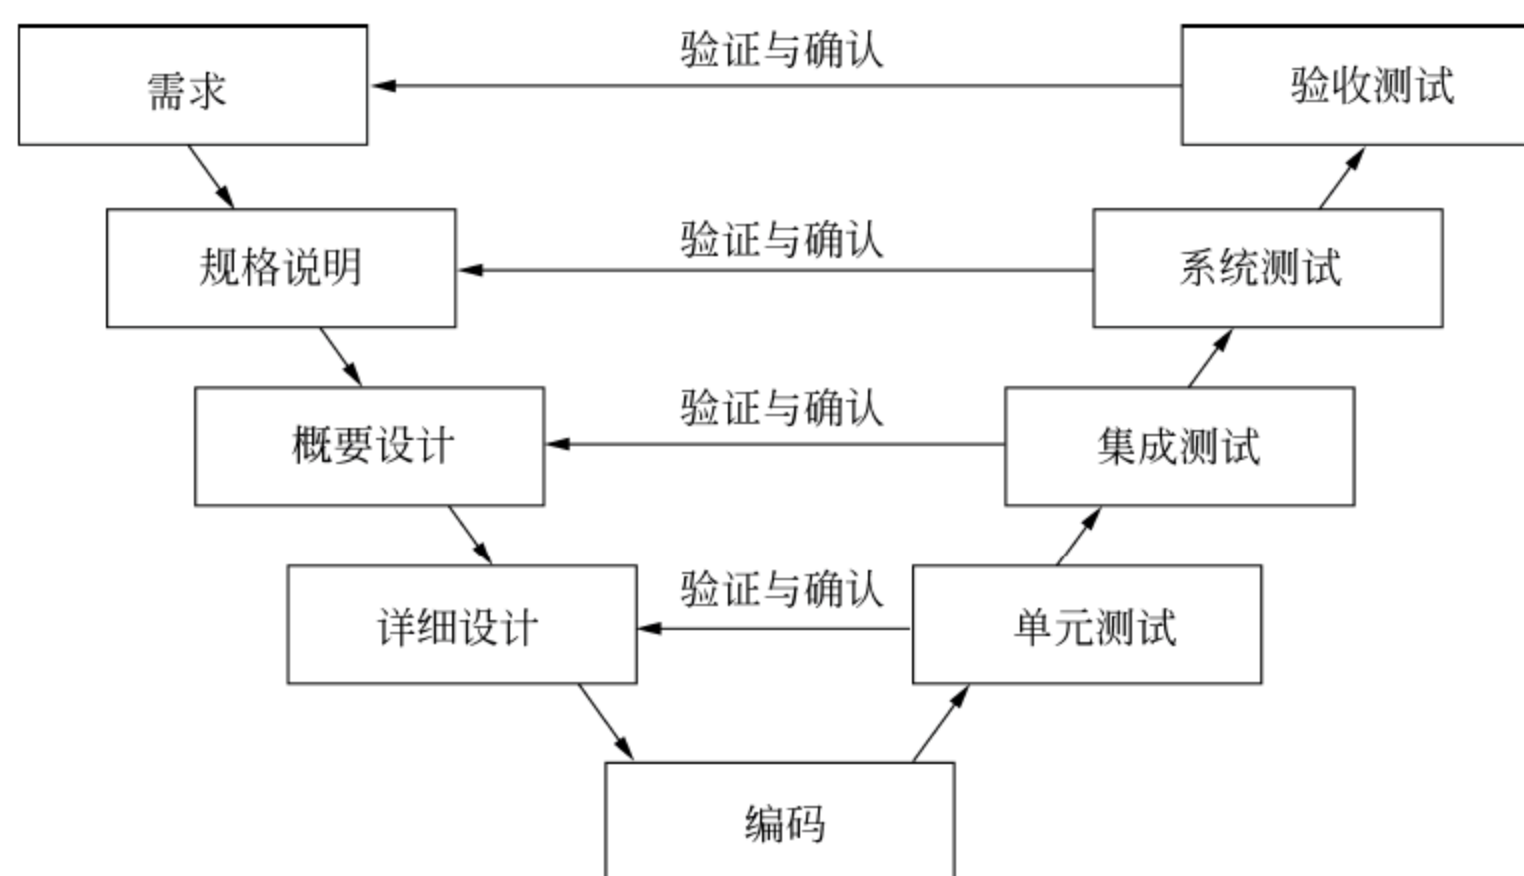 需求
验证与确认
验收测试
规格说明
验证与确认
系统测试
概要设计
验证与确认
集成测试
详细设计
验证与确认
单元测试
编码